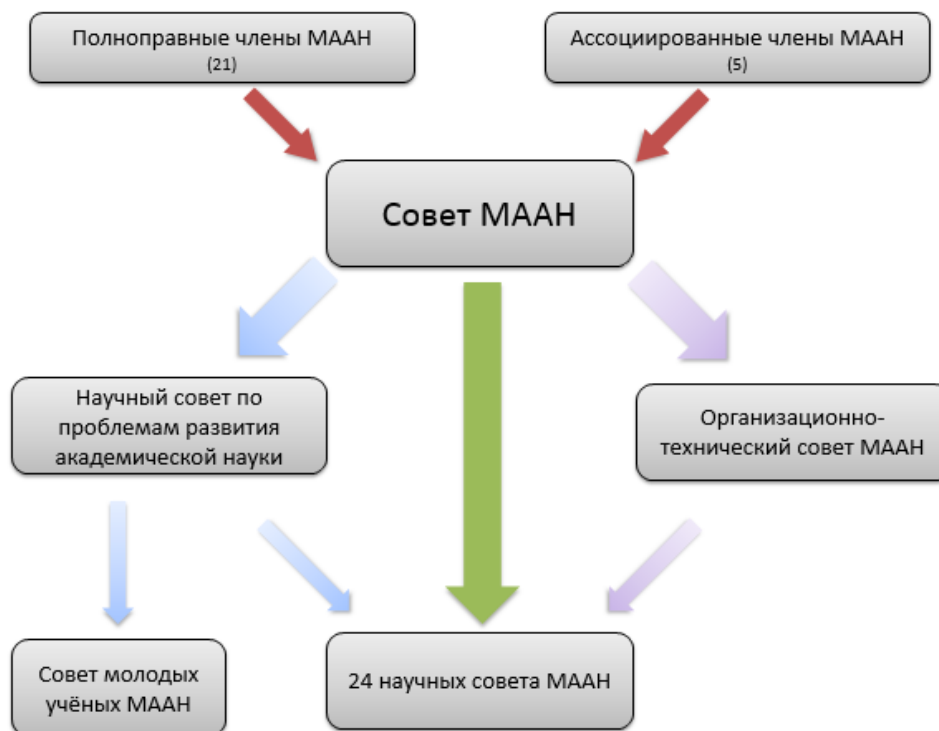 Полноправные члены МААН
(21)
Ассоциированные члены МААН
(5)
Совет МААН
Научный совет по
проблемам развития
академической науки
Организационно-
технический совет МААН
Совет молодых
учёных МААН
24 научных совета МААН